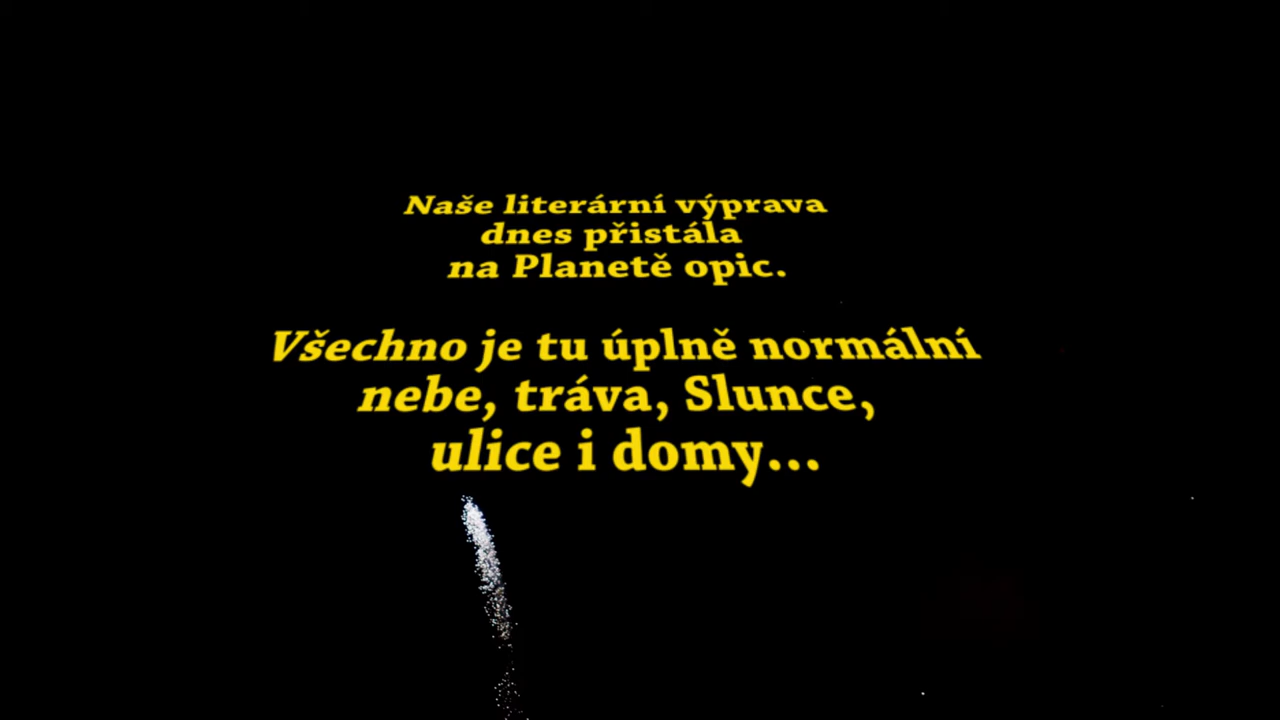 Naše literární výprava
dnes přistála
na Planetě opic.
Všechno je tu úplně normální
nebe, tráva, Slunce,
ulice i domy...